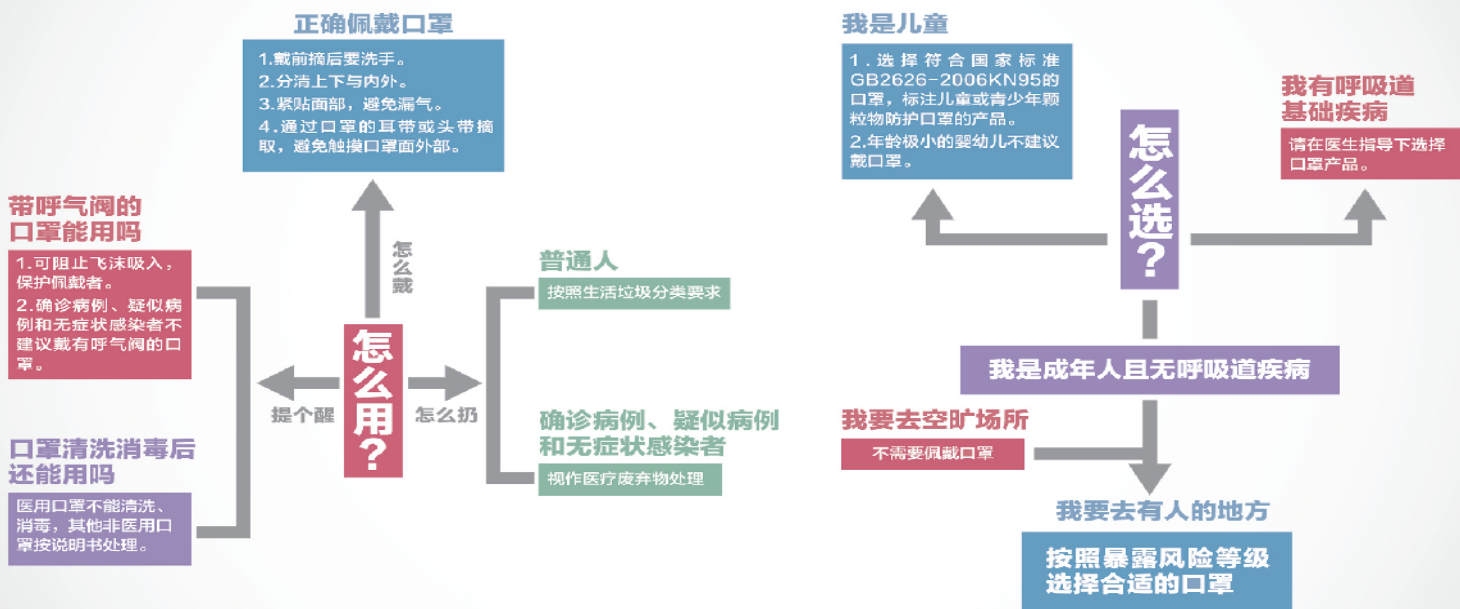 正确佩戴口罩
1.戴前摘后要洗手。
2.分清上下与内外。
3.紧贴面部，避免漏气。
4.通过口罩的耳带或头带摘
取，避免触摸口罩面外部。
带呼气阀的
口罩能用吗
1.可阻止飞沫吸入，
保护佩戴者。
2.确诊病例、疑似病
例和无症状感染者不
建议戴有呼气阀的口
罩。
怎么戴
普通人
按照生活垃圾分类要求
怎么用？
提个醒
怎么扔
确诊病例、疑似病例
和无症状感染者
视作医疗废弃物处理
口罩清洗消毒后
还能用吗
医用口罩不能清洗、
消毒，其他非医用口
罩按说明书处理。
我是儿童
1.选择符合国家标准
GB2626-2006KN95的
口罩，标注儿童或青少年颗
粒物防护口罩的产品。
2.年龄极小的婴幼儿不建议
戴口罩。
怎么选？
我有呼吸道
基础疾病
请在医生指导下选择
口罩产品。
我是成年人且无呼吸道疾病
我要去空旷场所
不需要佩戴口罩
我要去有人的地方
按照暴露风险等级
选择合适的口罩